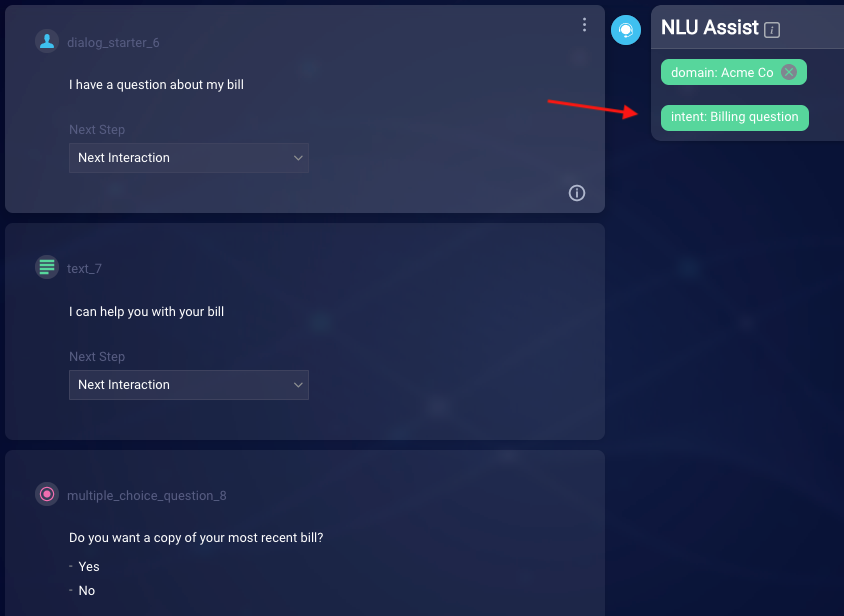 dialog_starter_6
I have a question about my bill
Next Step
Next Interaction
NLU Assist i
domain: Acme Co
intent: Billing question
text_7
I can help you with your bill
Next Step
Next Interaction
multiple_choice_question_8
Do you want a copy of your most recent bill?
- Yes
- No